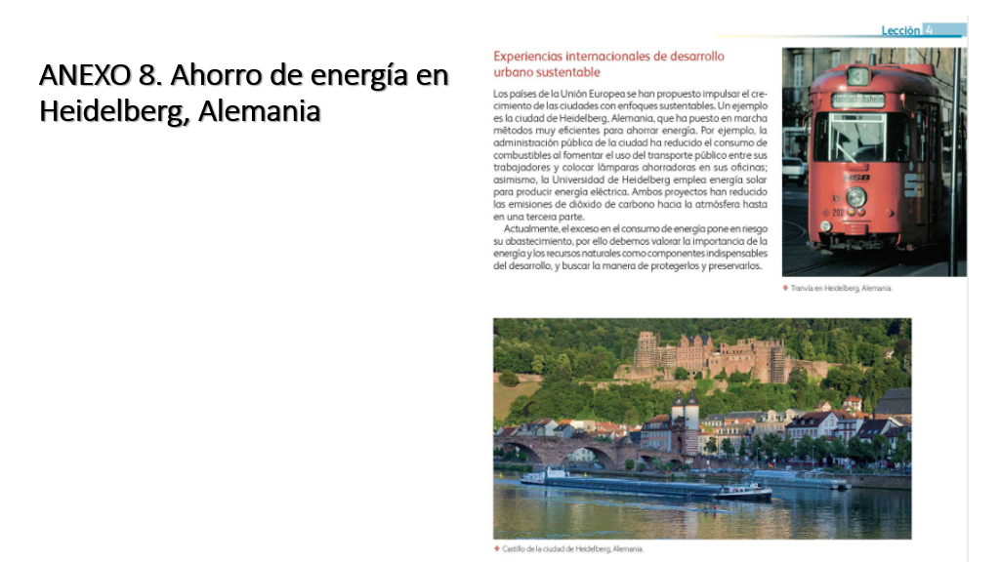 ANEXO 8. Ahorro de energía en
Heidelberg, Alemania
Lección 4
Experiencias internacionales de desarrollo
urbano sustentable
Los países de la Unión Europea se han propuesto impulsar el cre-
cimiento de las ciudades con enfoques sustentables. Un ejemplo
es la ciudad de Heidelberg, Alemania, que ha puesto en marcha
métodos muy eficientes para ahorrar energía. Por ejemplo, la
administración pública de la ciudad ha reducido el consumo de
combustibles al fomentar el uso del transporte público entre sus
trabajadores y colocar lámparas ahorradoras en sus oficinas;
asimismo, la Universidad de Heidelberg emplea energía solar
para producir energía eléctrica. Ambos proyectos han reducido
las emisiones de dióxido de carbono hacia la atmósfera hasta
en una tercera parte.
Actualmente, el exceso en el consumo de energía pone en riesgo
su abastecimiento, por ello debemos valorar la importancia de la
energía y los recursos naturales como componentes indispensables
del desarrollo, y buscar la manera de protegerlos y preservarlos.
3
Handschuhsheim
HSB
202
Tranvía en Heidelberg, Alemania.
Castillo de la ciudad de Heidelberg, Alemania.